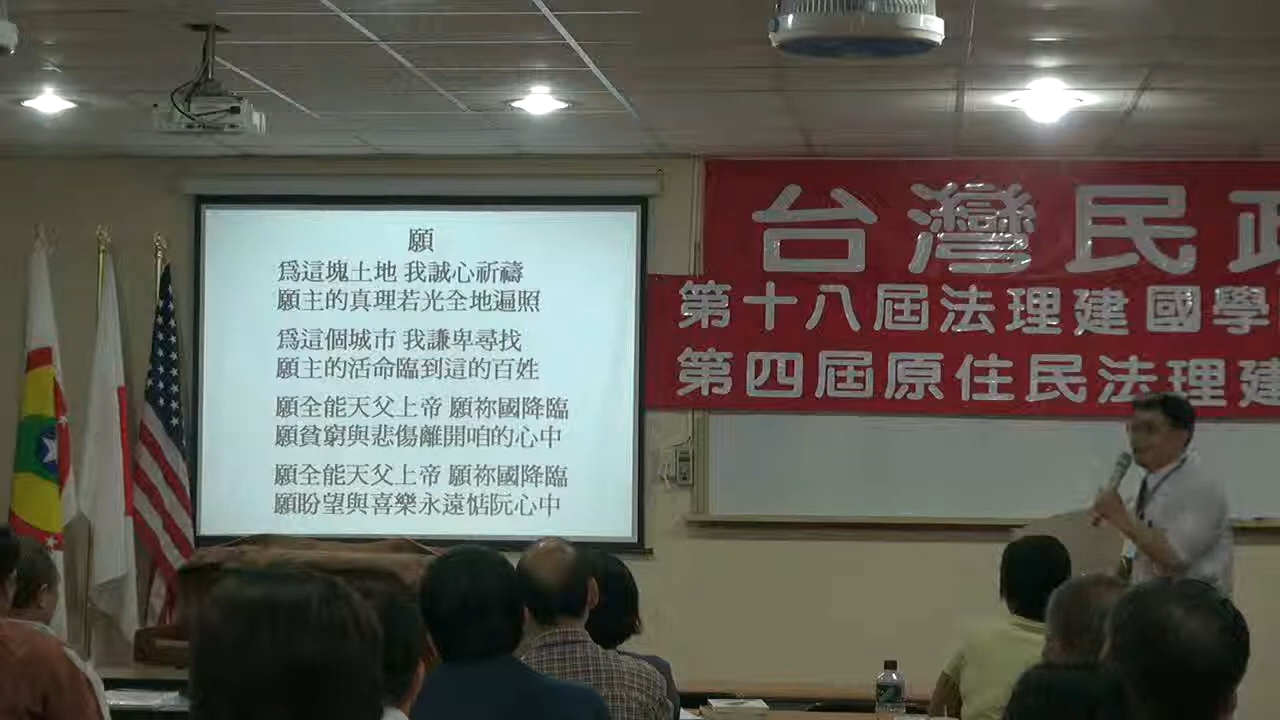 願
為這塊土地 我誠心祈禱
願主的真理若光全地遍照
為這個城市 我謙卑尋找
願主的活命臨到這的百姓
願全能天父上帝 願祢國降臨
願貧窮與悲傷離開咱的心中
願全能天父上帝 願祢國降臨
願盼望與喜樂永遠惦阮心中
台灣民政
第十八屆法理建國學
第四屆原住民法理建